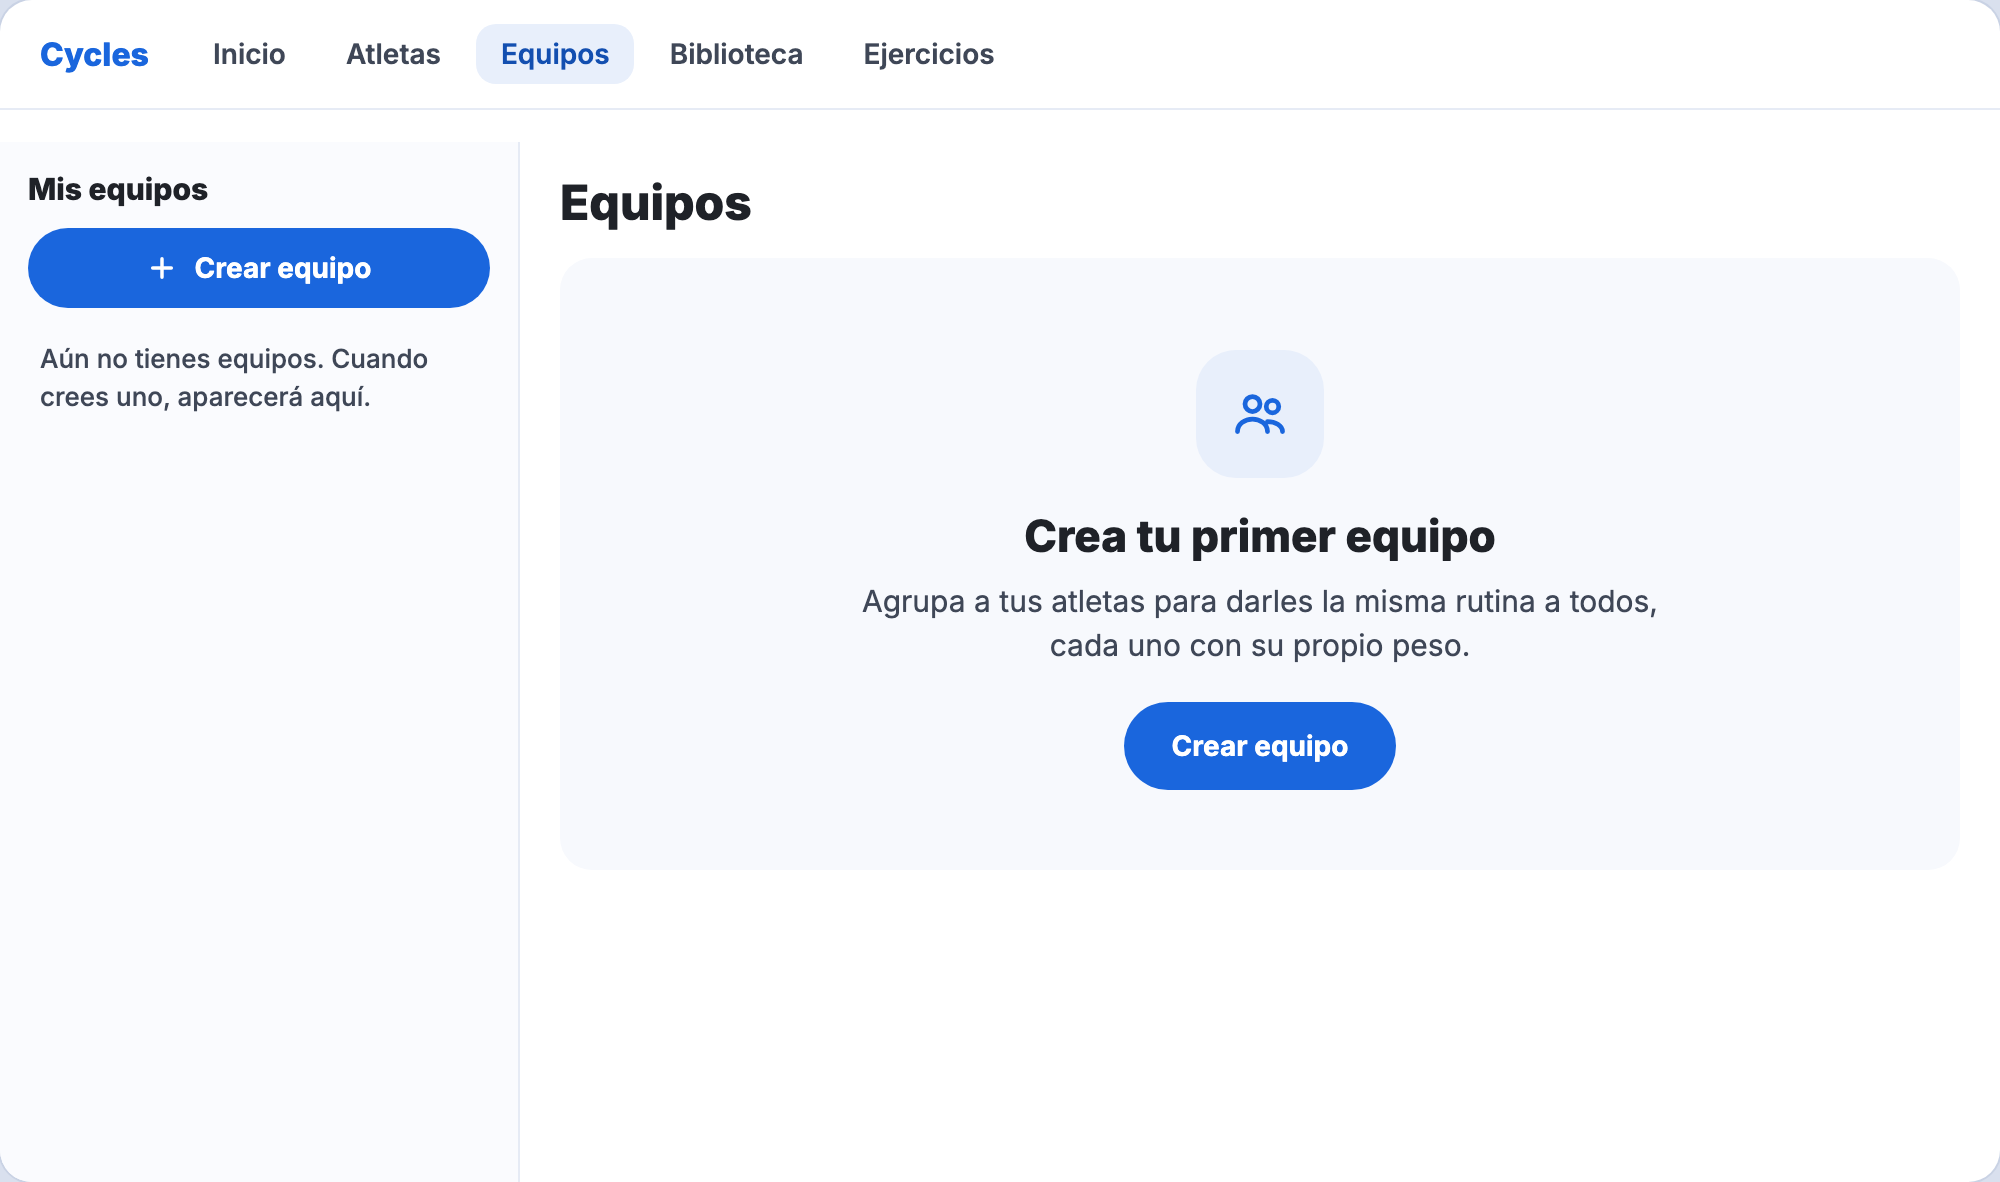 Cycles
Inicio
Atletas
Equipos
Biblioteca
Ejercicios
Mis equipos
Crear equipo
Aún no tienes equipos. Cuando
crees uno, aparecerá aquí.
Equipos
Crea tu primer equipo
Agrupa a tus atletas para darles la misma rutina a todos,
cada uno con su propio peso.
Crear equipo